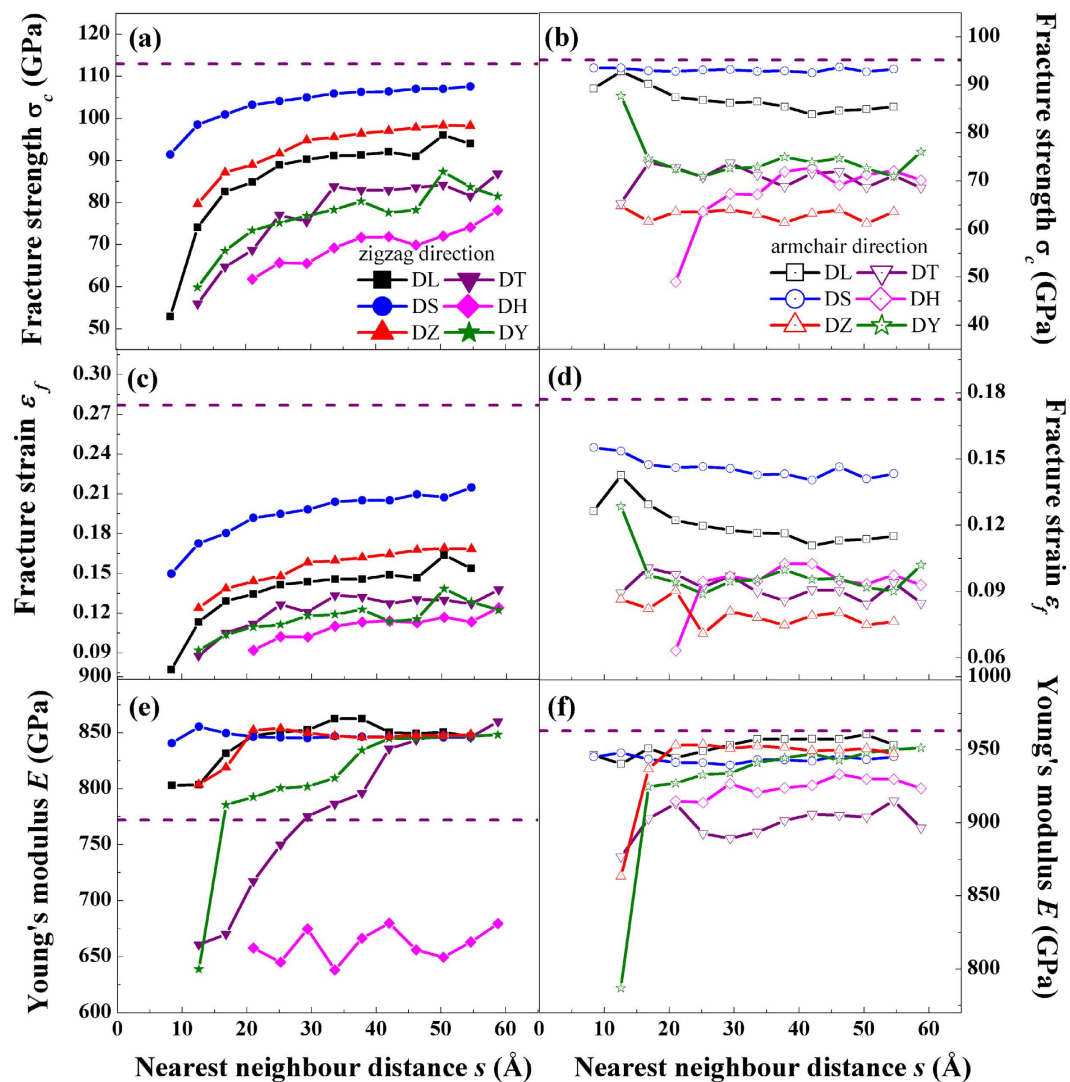 Fracture strength σc (GPa)
120
110
100
90
80
70
60
50
(a)
zigzag direction
DL
DT
DS
DH
DZ
DY
(b)
armchair direction
DL
DT
DS
DH
DZ
DY
100
90
80
70
60
50
40
Fracture strength σc (GPa)
Fracture strain εf
0.30
0.27
0.24
0.21
0.18
0.15
0.12
0.09
(c)
(d)
0.18
0.15
0.12
0.09
0.06
Fracture strain εf
Young's modulus E (GPa)
900
850
800
750
700
650
600
(e)
(f)
1000
950
900
850
800
Young's modulus E (GPa)
0 10 20 30 40 50 60
0 10 20 30 40 50 60
Nearest neighbour distance s (Å)
Nearest neighbour distance s (Å)